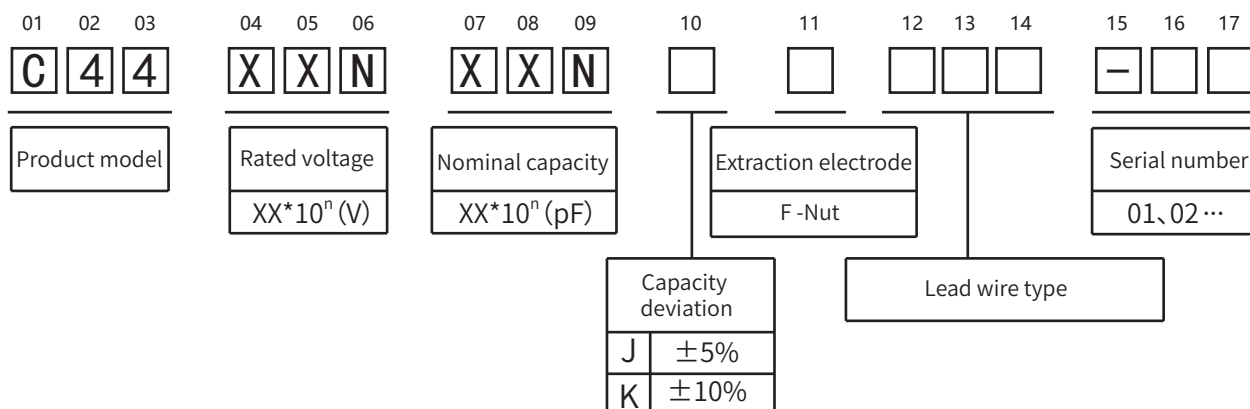 01 02 03 04 05 06 07 08 09 10 11 12 13 14 15 16 17
C 4 4 X X N X X N –
Product model
Rated voltage
XX*10ⁿ (V)
Nominal capacity
XX*10ⁿ (pF)
Extraction electrode
F -Nut
Serial number
01、02…
Capacity
deviation
J ±5%
K ±10%
Lead wire type